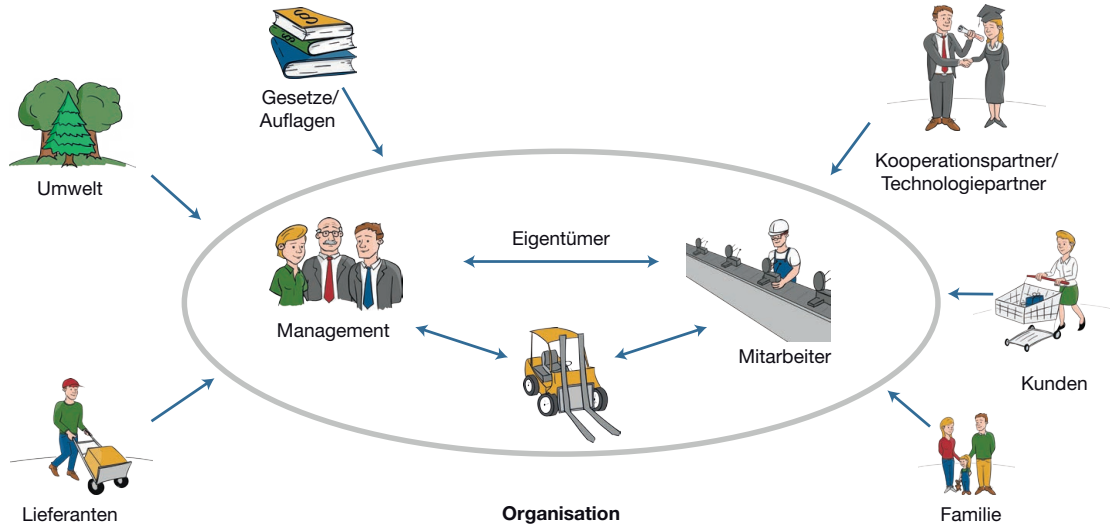 Gesetze/
Auflagen
Umwelt
Kooperationspartner/
Technologiepartner
Eigentümer
Management
Mitarbeiter
Kunden
Lieferanten
Organisation
Familie